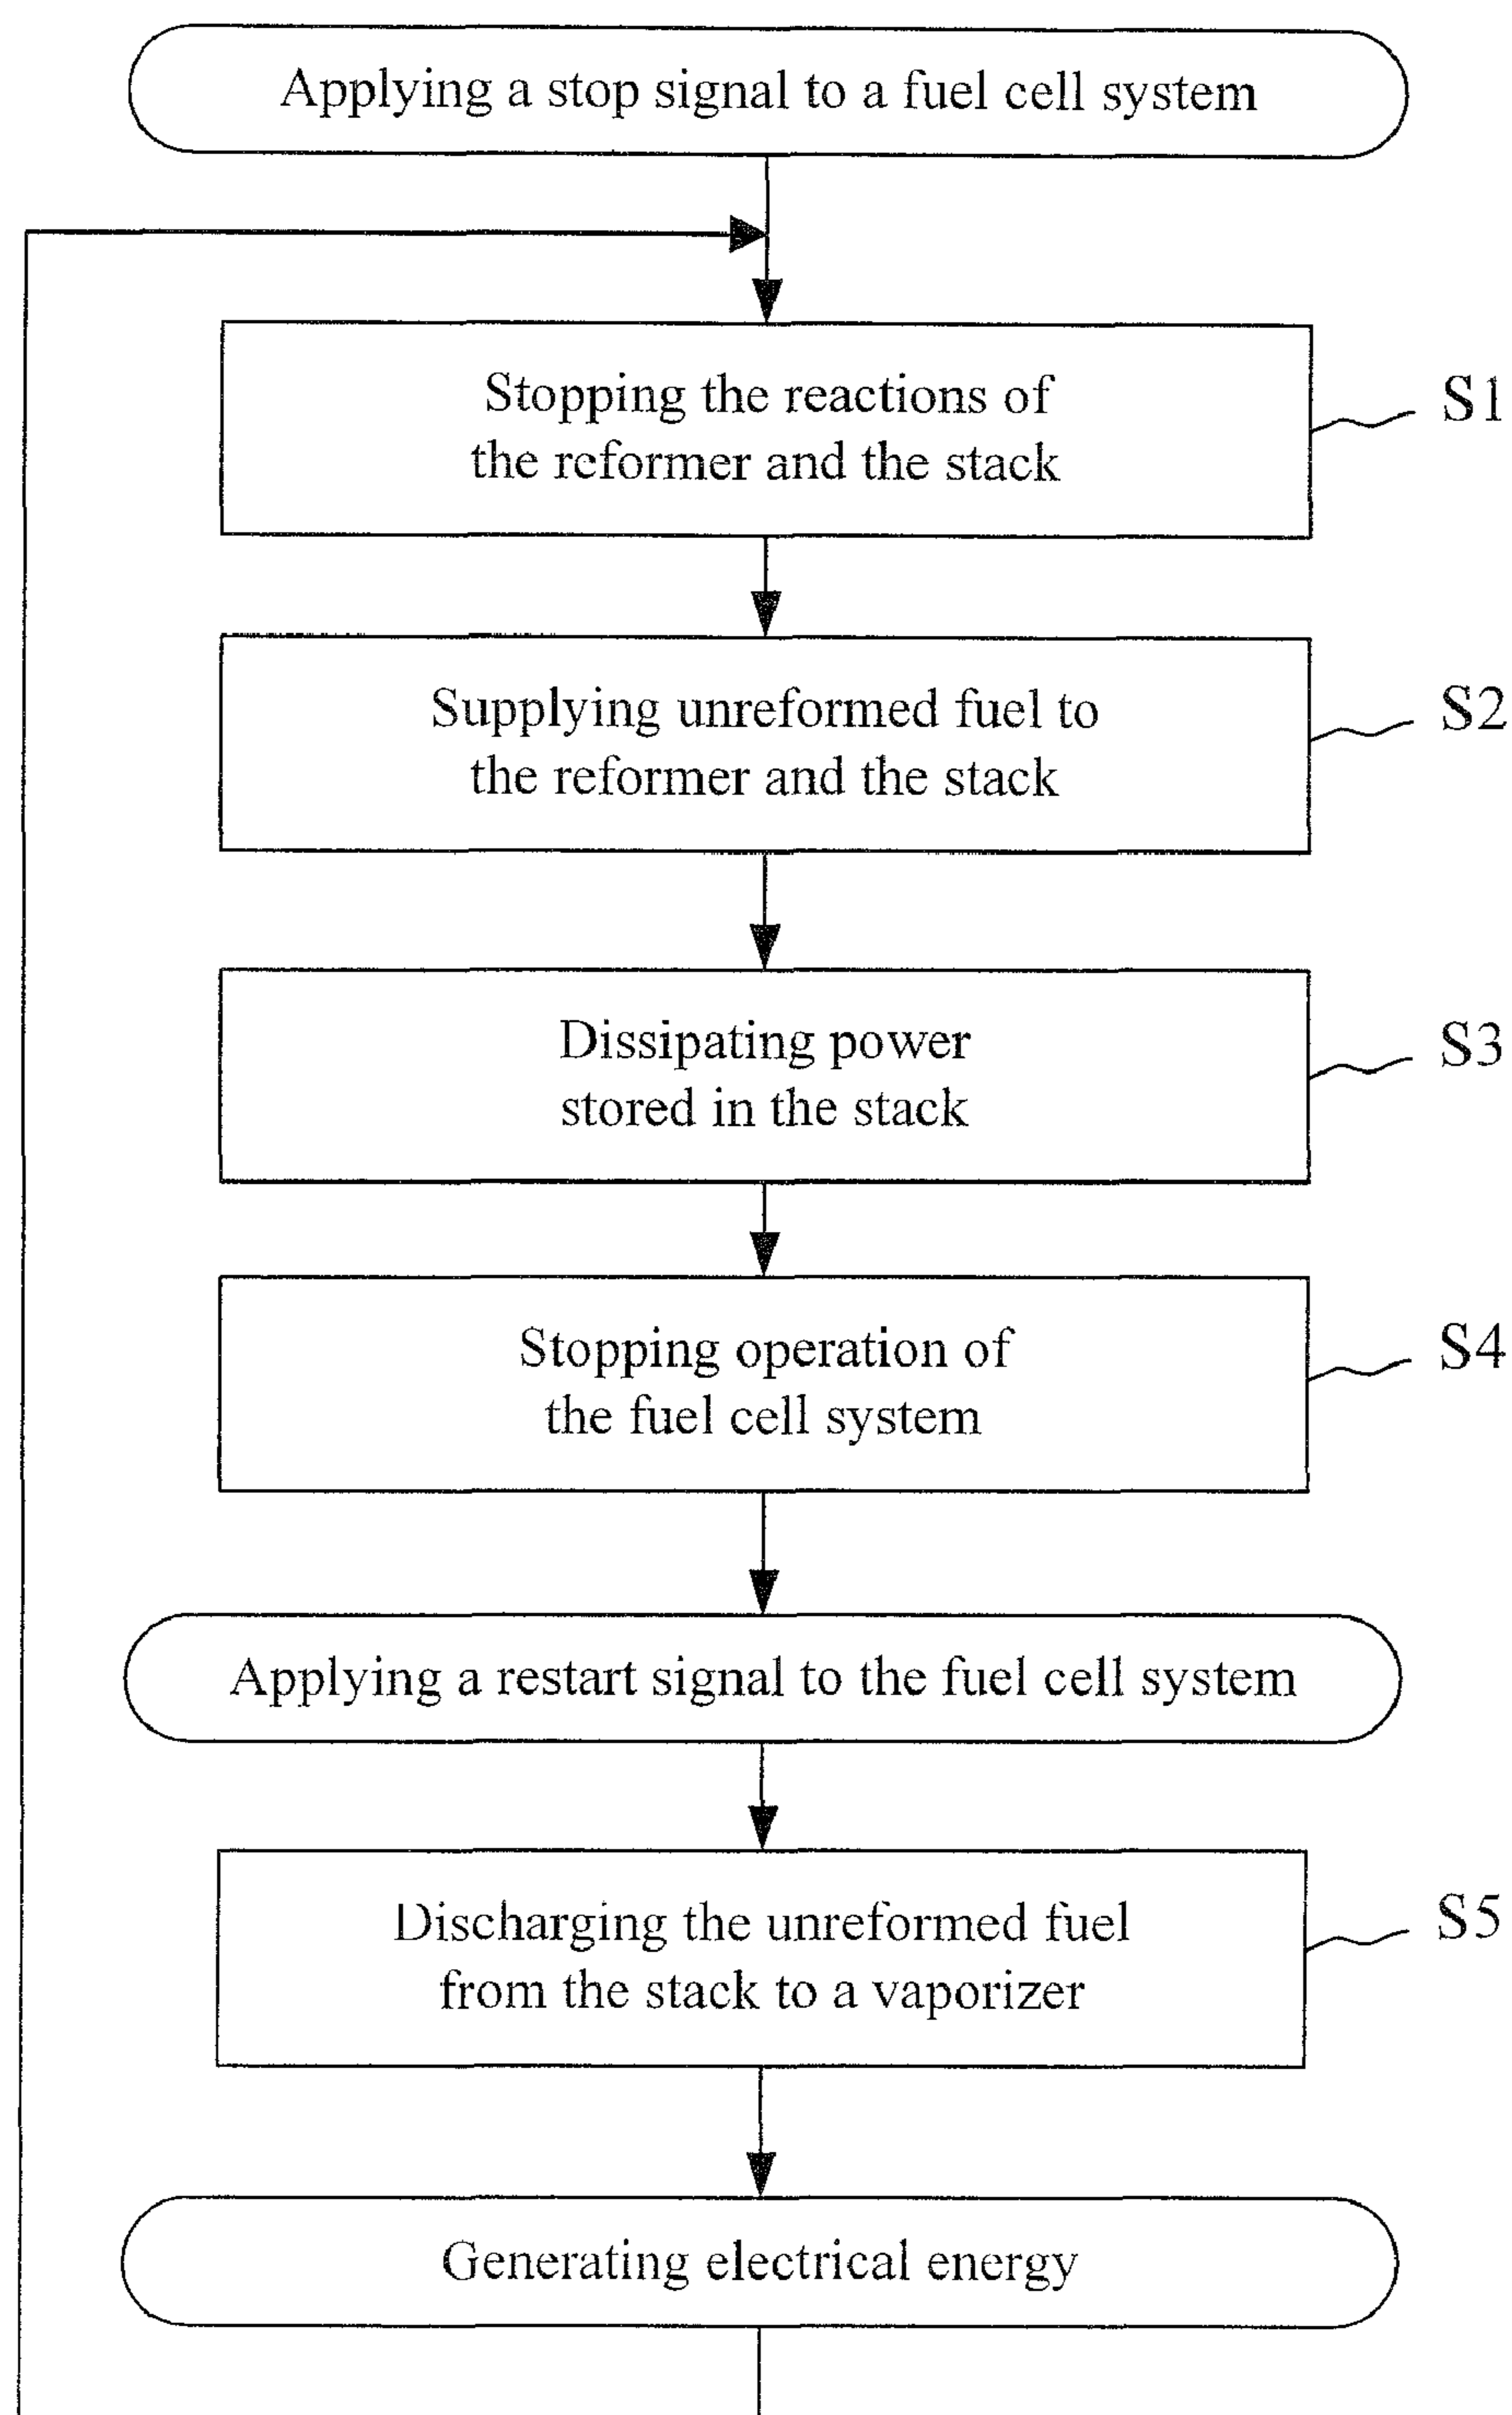 Applying a stop signal to a fuel cell system
Stopping the reactions of
the reformer and the stack
S1
Supplying unreformed fuel to
the reformer and the stack
S2
Dissipating power
stored in the stack
S3
Stopping operation of
the fuel cell system
S4
Applying a restart signal to the fuel cell system
Discharging the unreformed fuel
from the stack to a vaporizer
S5
Generating electrical energy